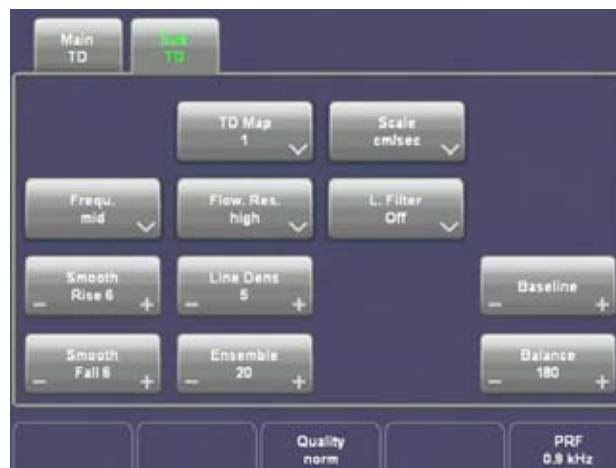 Main
TD
Sub
TD
TD Map
1
Scale
cm/sec
Frequ.
mid
Flow. Res.
high
L. Filter
Off
Smooth
- Rise 6 +
Line Dens
- 5 +
Baseline
- +
Smooth
- Fall 6 +
Ensemble
- 20 +
Balance
- 180 +
Quality
norm
PRF
0.9 kHz